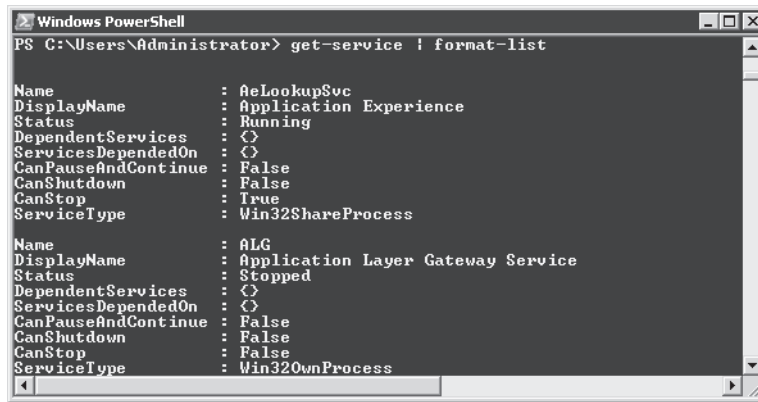 Windows PowerShell
PS C:\Users\Administrator> get-service | format-list
Name : AeLookupSvc
DisplayName : Application Experience
Status : Running
DependentServices : {}
ServicesDependedOn : {}
CanPauseAndContinue : False
CanShutdown : False
CanStop : True
ServiceType : Win32ShareProcess
Name : ALG
DisplayName : Application Layer Gateway Service
Status : Stopped
DependentServices : {}
ServicesDependedOn : {}
CanPauseAndContinue : False
CanShutdown : False
CanStop : False
ServiceType : Win32OwnProcess